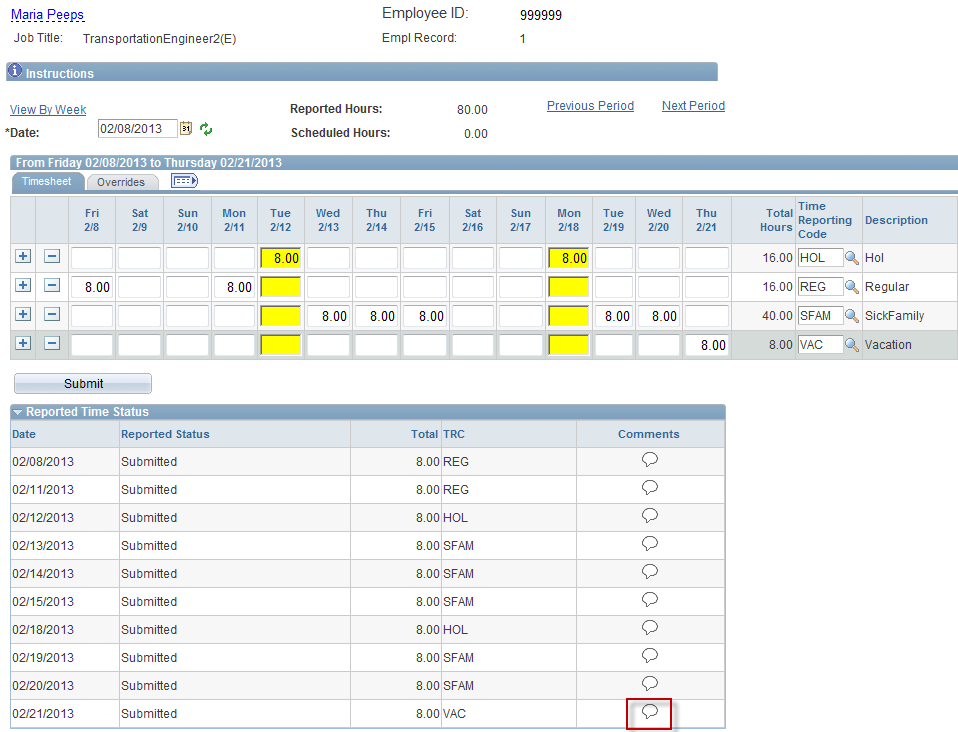 Maria Peeps Employee ID: 999999
Job Title: TransportationEngineer2(E) Empl Record: 1
Instructions
View By Week Reported Hours: 80.00 Previous Period Next Period
*Date: 02/08/2013 31 Scheduled Hours: 0.00
From Friday 02/08/2013 to Thursday 02/21/2013
Timesheet Overrides
Fri Sat Sun Mon Tue Wed Thu Fri Sat Sun Mon Tue Wed Thu Total Time Reporting Code Description
2/8 2/9 2/10 2/11 2/12 2/13 2/14 2/15 2/16 2/17 2/18 2/19 2/20 2/21 Hours
8.00 8.00 16.00 HOL Hol
8.00 8.00 16.00 REG Regular
8.00 8.00 8.00 8.00 8.00 40.00 SFAM SickFamily
8.00 8.00 VAC Vacation
Submit
Reported Time Status
Date Reported Status Total TRC Comments
02/08/2013 Submitted 8.00 REG
02/11/2013 Submitted 8.00 REG
02/12/2013 Submitted 8.00 HOL
02/13/2013 Submitted 8.00 SFAM
02/14/2013 Submitted 8.00 SFAM
02/15/2013 Submitted 8.00 SFAM
02/18/2013 Submitted 8.00 HOL
02/19/2013 Submitted 8.00 SFAM
02/20/2013 Submitted 8.00 SFAM
02/21/2013 Submitted 8.00 VAC